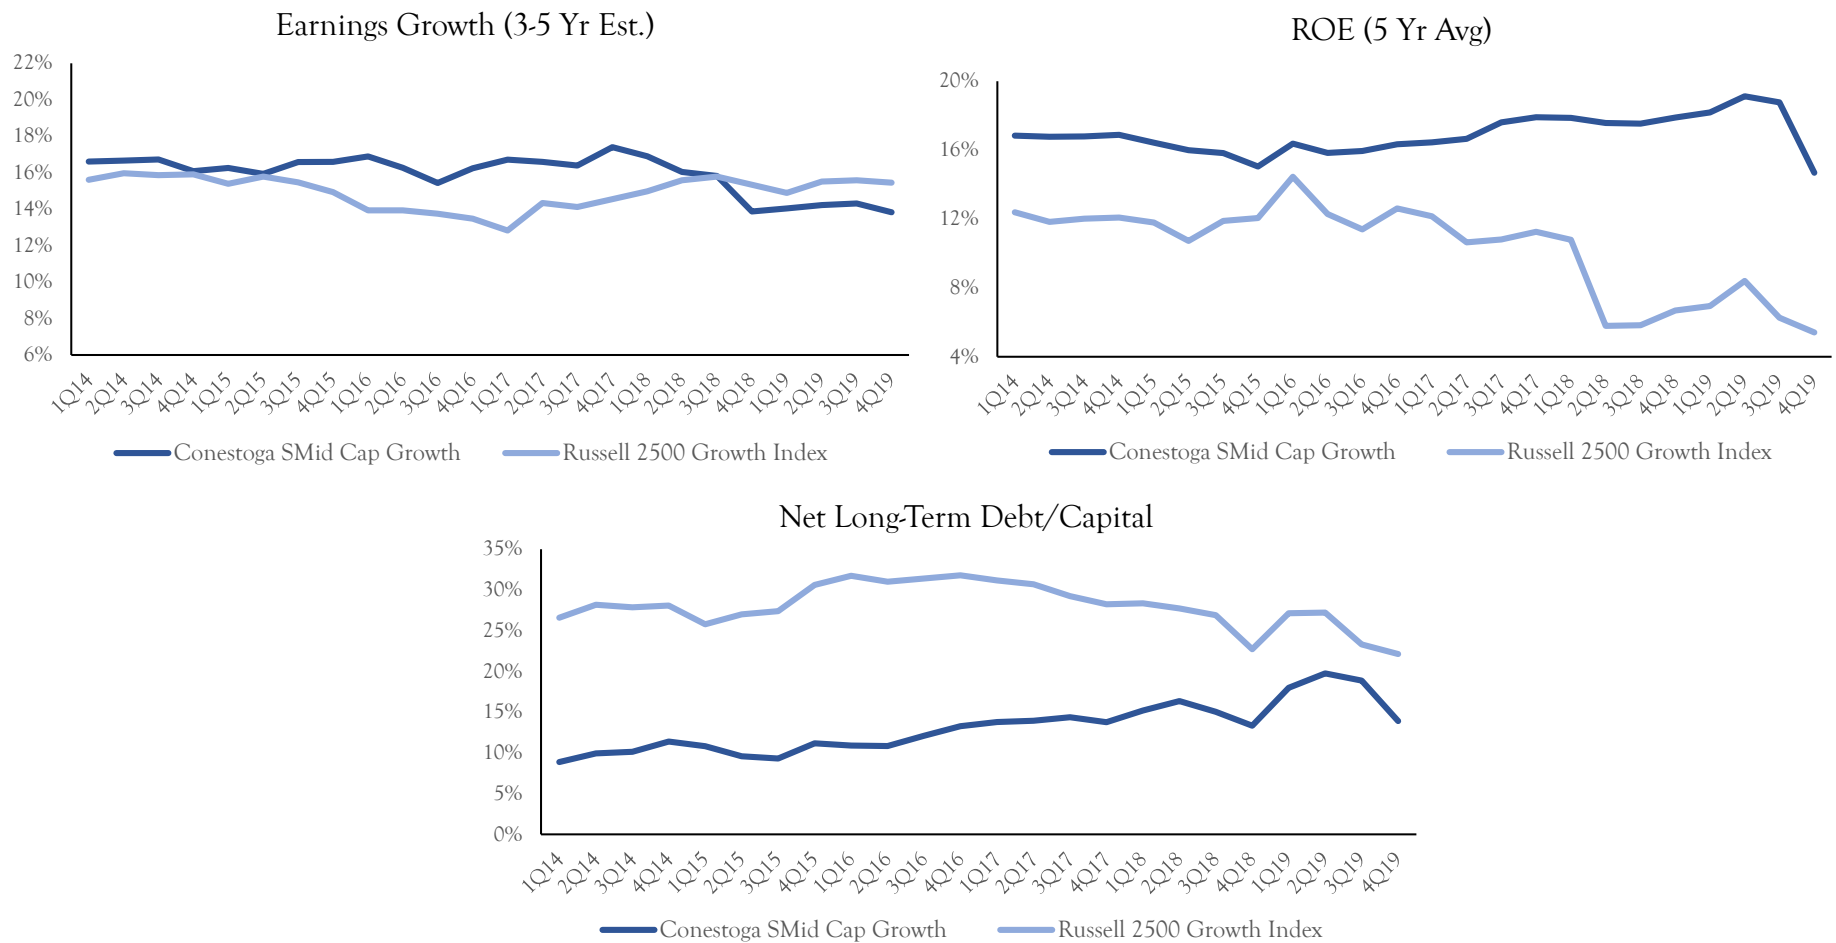 Earnings Growth (3-5 Yr Est.)
22%
20%
18%
16%
14%
12%
10%
8%
6%
1Q14 2Q14 3Q14 4Q14 1Q15 2Q15 3Q15 4Q15 1Q16 2Q16 3Q16 4Q16 1Q17 2Q17 3Q17 4Q17 1Q18 2Q18 3Q18 4Q18 1Q19 2Q19 3Q19 4Q19
Conestoga SMid Cap Growth Russell 2500 Growth Index
ROE (5 Yr Avg)
20%
16%
12%
8%
4%
1Q14 2Q14 3Q14 4Q14 1Q15 2Q15 3Q15 4Q15 1Q16 2Q16 3Q16 4Q16 1Q17 2Q17 3Q17 4Q17 1Q18 2Q18 3Q18 4Q18 1Q19 2Q19 3Q19 4Q19
Conestoga SMid Cap Growth Russell 2500 Growth Index
Net Long-Term Debt/Capital
35%
30%
25%
20%
15%
10%
5%
0%
1Q14 2Q14 3Q14 4Q14 1Q15 2Q15 3Q15 4Q15 1Q16 2Q16 3Q16 4Q16 1Q17 2Q17 3Q17 4Q17 1Q18 2Q18 3Q18 4Q18 1Q19 2Q19 3Q19 4Q19
Conestoga SMid Cap Growth Russell 2500 Growth Index